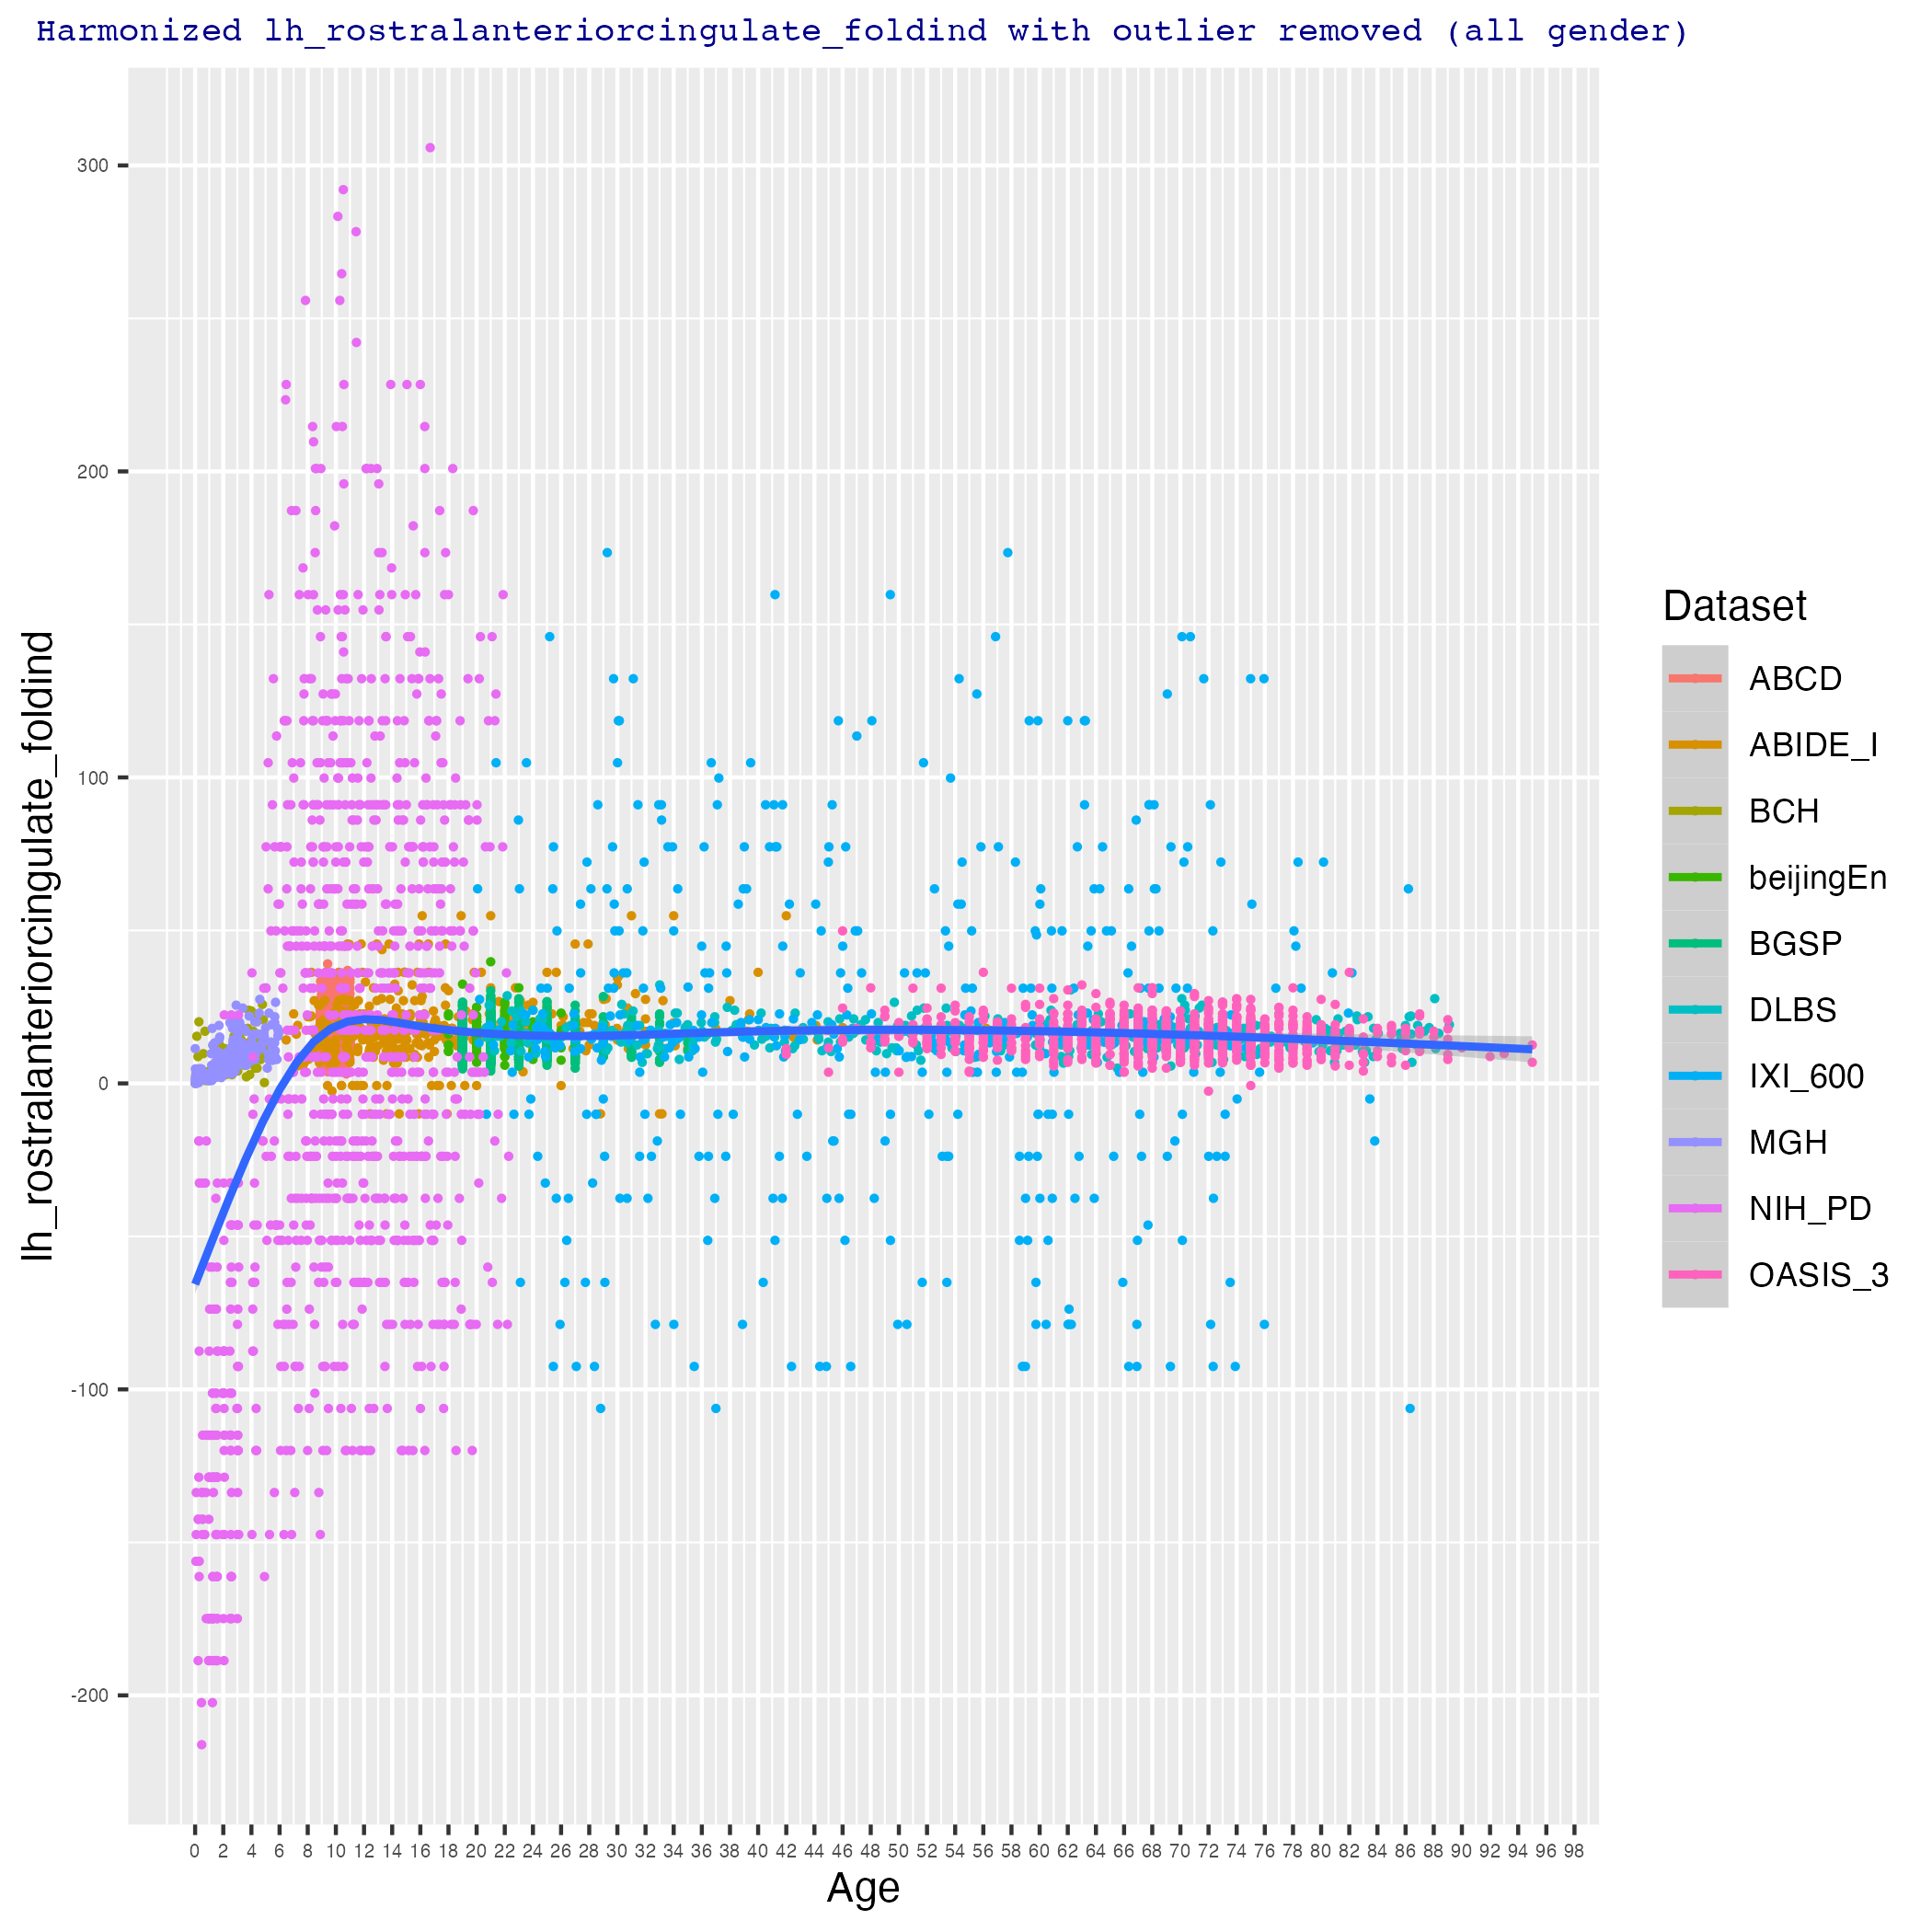 Harmonized lh_rostralanteriorcingulate_foldind with outlier removed (all gender)
lh_rostralanteriorcingulate_foldind
300
200
100
0
-100
-200
0 2 4 6 8 10 12 14 16 18 20 22 24 26 28 30 32 34 36 38 40 42 44 46 48 50 52 54 56 58 60 62 64 66 68 70 72 74 76 78 80 82 84 86 88 90 92 94 96 98
Age
Dataset
ABCD
ABIDE_I
BCH
beijingEn
BGSP
DLBS
IXI_600
MGH
NIH_PD
OASIS_3